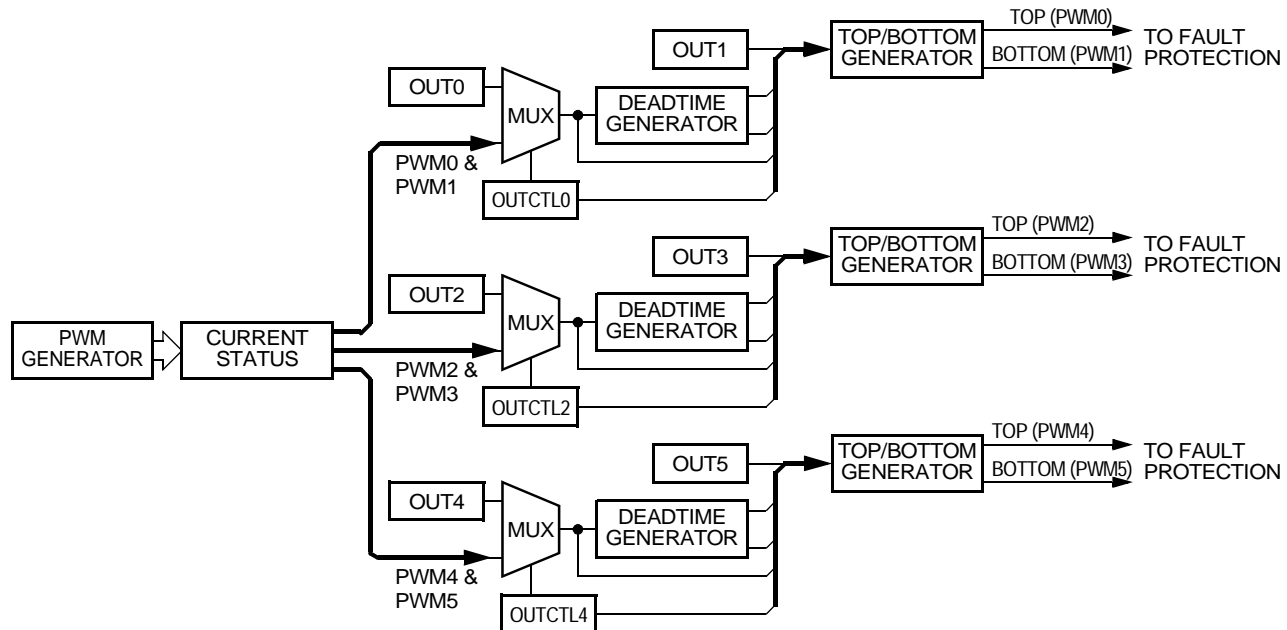 TOP (PWM0)
OUT1
TOP/BOTTOM
GENERATOR
BOTTOM (PWM1)
TO FAULT
PROTECTION
OUT0
MUX
DEADTIME
GENERATOR
PWM0 &
PWM1
OUTCTL0
TOP (PWM2)
OUT3
TOP/BOTTOM
GENERATOR
BOTTOM (PWM3)
TO FAULT
PROTECTION
OUT2
MUX
DEADTIME
GENERATOR
PWM
GENERATOR
CURRENT
STATUS
PWM2 &
PWM3
OUTCTL2
TOP (PWM4)
OUT5
TOP/BOTTOM
GENERATOR
BOTTOM (PWM5)
TO FAULT
PROTECTION
OUT4
MUX
DEADTIME
GENERATOR
PWM4 &
PWM5
OUTCTL4